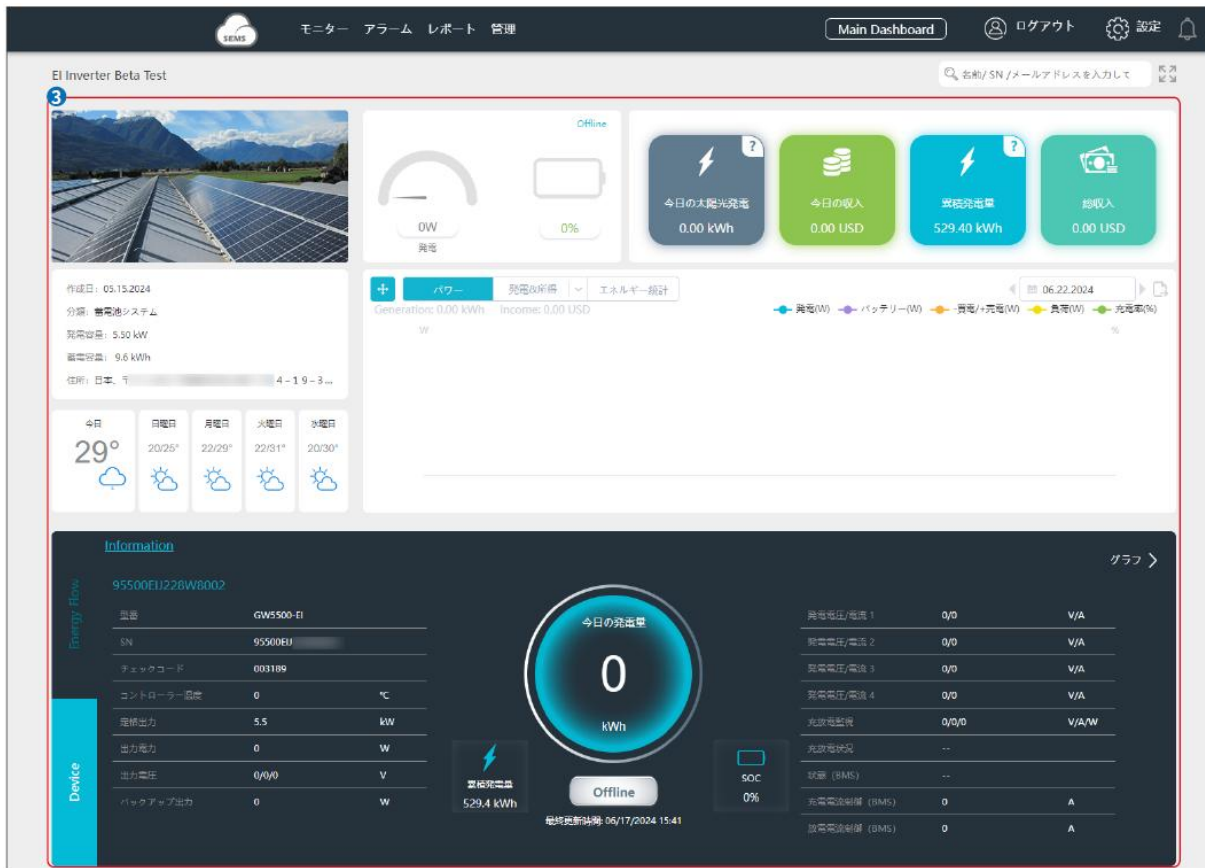 SEMS モニター アラーム レポート 管理 Main Dashboard ログアウト 設定
EI Inverter Beta Test
名前/ SN /メールアドレスを入力して
3
Offline
0W
発電
0%
?
今日の太陽光発電
0.00 kWh
今日の収入
0.00 USD
?
累積発電量
529.40 kWh
総収入
0.00 USD
作成日: 05.15.2024
分類: 蓄電池システム
発電容量: 5.50 kW
蓄電容量: 9.6 kWh
住所: 日本、〒 4-19-3...
パワー 発電&所得 エネルギー統計 06.22.2024
Generation: 0.00 kWh Income: 0.00 USD
発電(W) バッテリー(W) -買電/+売電(W) 負荷(W) 充電率(%)
W %
今日
29°
日曜日
20/25°
月曜日
22/29°
火曜日
22/31°
水曜日
20/30°
Energy Flow
Device
Information
グラフ
95500EU228W8002
型番 GW5500-EI
SN 95500EU
チェックコード 003189
コントローラー温度 0 ℃
定格出力 5.5 kW
出力電力 0 W
出力電圧 0/0/0 V
バックアップ出力 0 W
今日の発電量
0
kWh
累積発電量
529.4 kWh
Offline
最終更新時間: 06/17/2024 15:41
SOC
0%
発電電圧/電流 1 0/0 V/A
発電電圧/電流 2 0/0 V/A
発電電圧/電流 3 0/0 V/A
発電電圧/電流 4 0/0 V/A
充放電監視 0/0/0 V/A/W
充放電状況 --
状態 (BMS) --
充電電流制御 (BMS) 0 A
放電電流制御 (BMS) 0 A